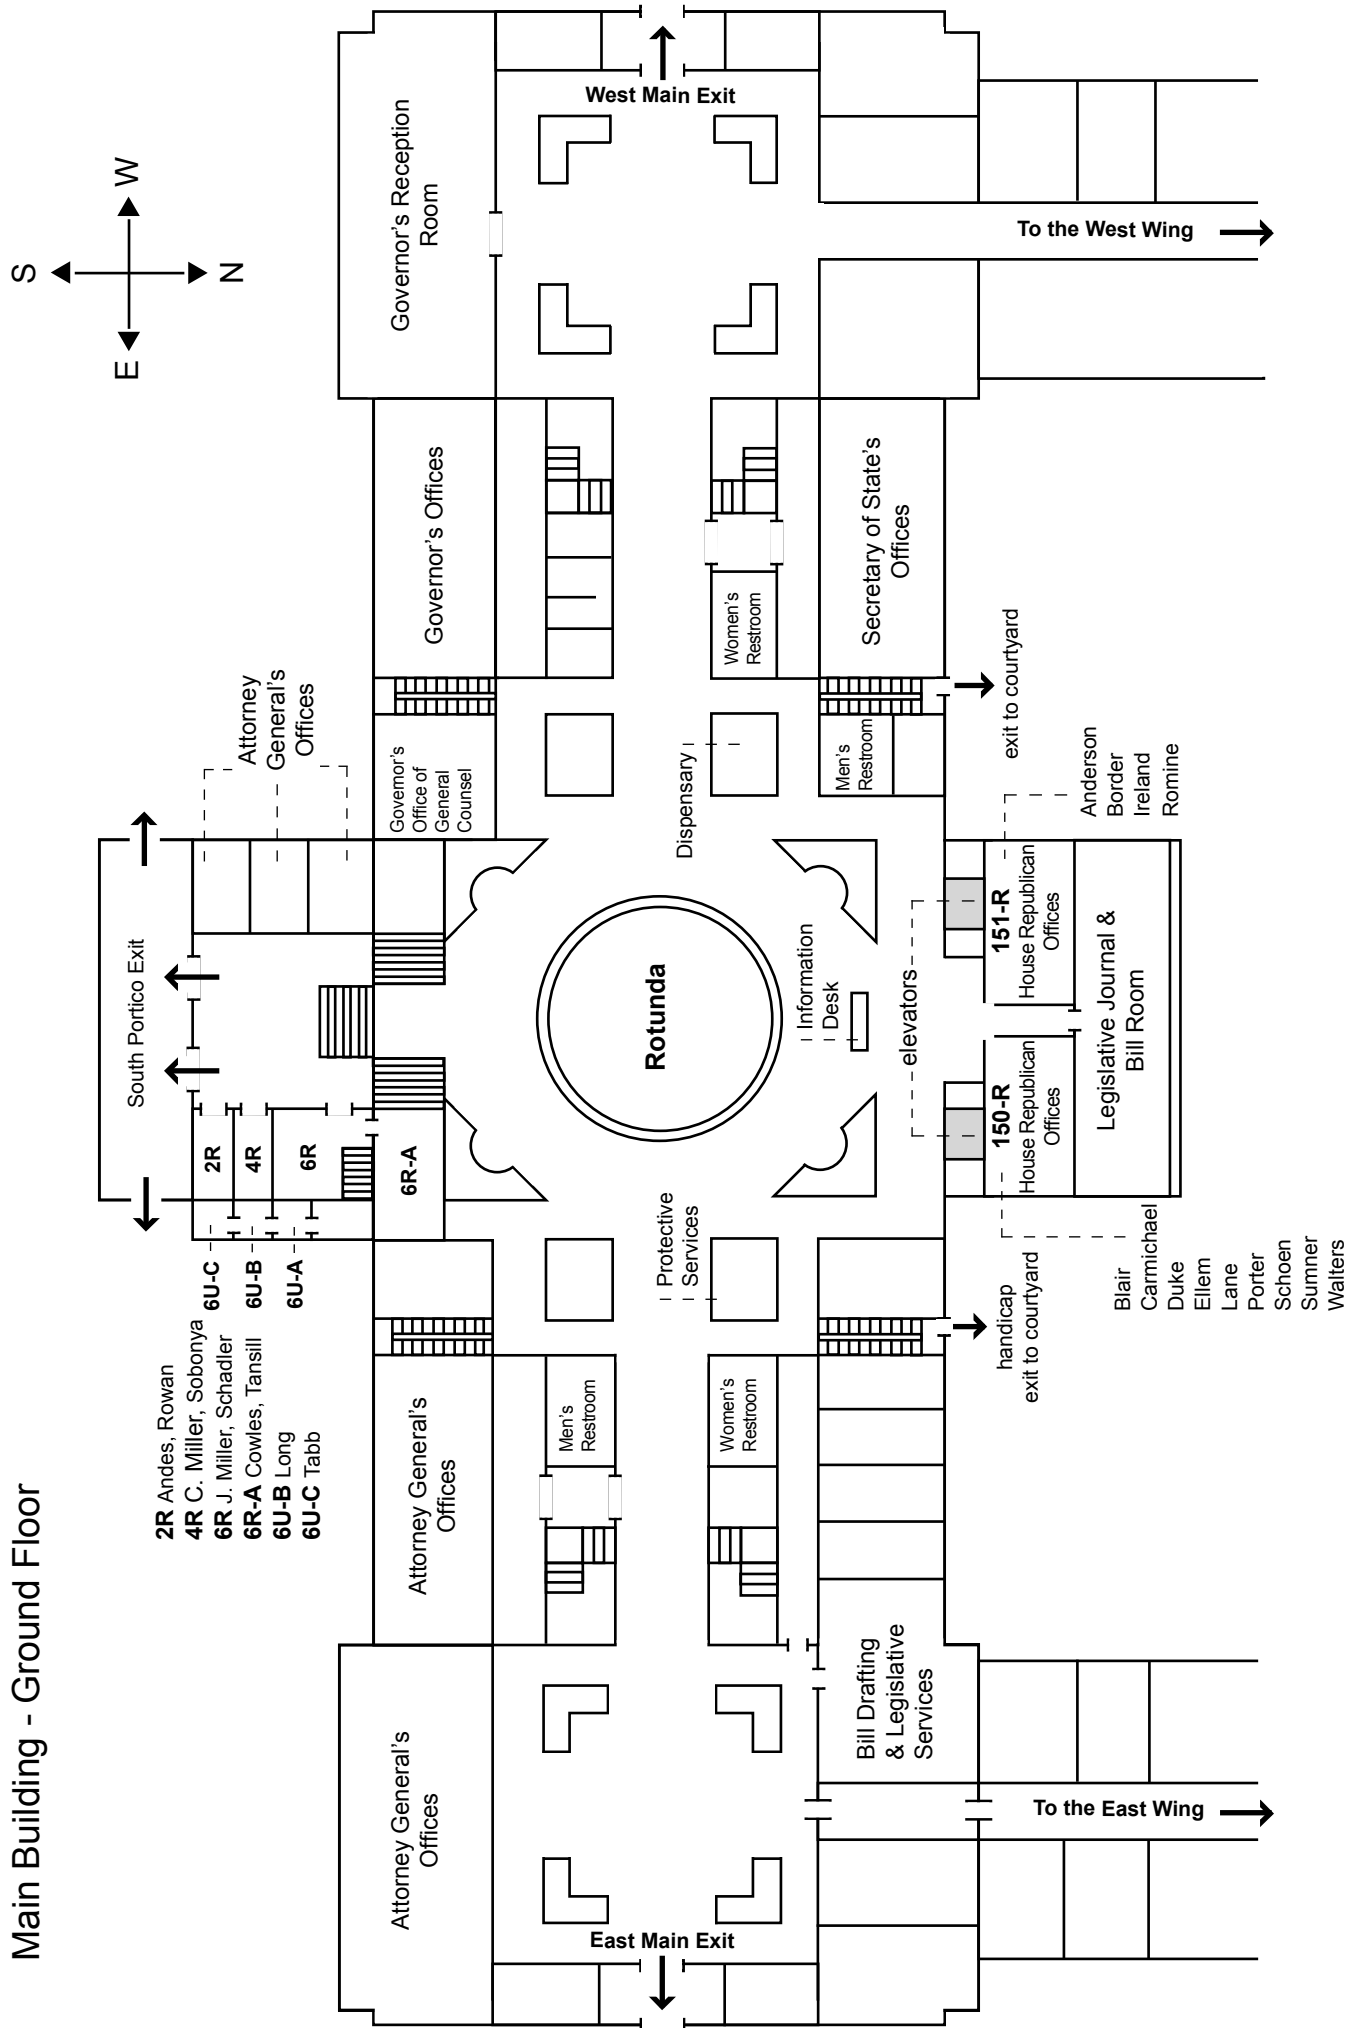 Main Building - Ground Floor
2R Andes, Rowan
4R C. Miller, Sobonya
6R J. Miller, Schadler
6R-A Cowles, Tansill
6U-B Long
6U-C Tabb
E
W
S
N
South Portico Exit
6U-C
6U-B
6U-A
2R
4R
6R
6R-A
Attorney
General's
Offices
Attorney General's
Offices
Attorney General's
Offices
Governor's
Office of
General
Counsel
Governor's Offices
Governor's Reception
Room
East Main Exit
Men's
Restroom
Women's
Restroom
Protective
Services
Rotunda
Information
Desk
Dispensary
Women's
Restroom
West Main Exit
Bill Drafting
& Legislative
Services
elevators
Men's
Restroom
Secretary of State's
Offices
To the East Wing
handicap
exit to courtyard
150-R
House Republican
Offices
151-R
House Republican
Offices
exit to courtyard
To the West Wing
Legislative Journal &
Bill Room
Blair
Carmichael
Duke
Ellem
Lane
Porter
Schoen
Sumner
Walters
Anderson
Border
Ireland
Romine